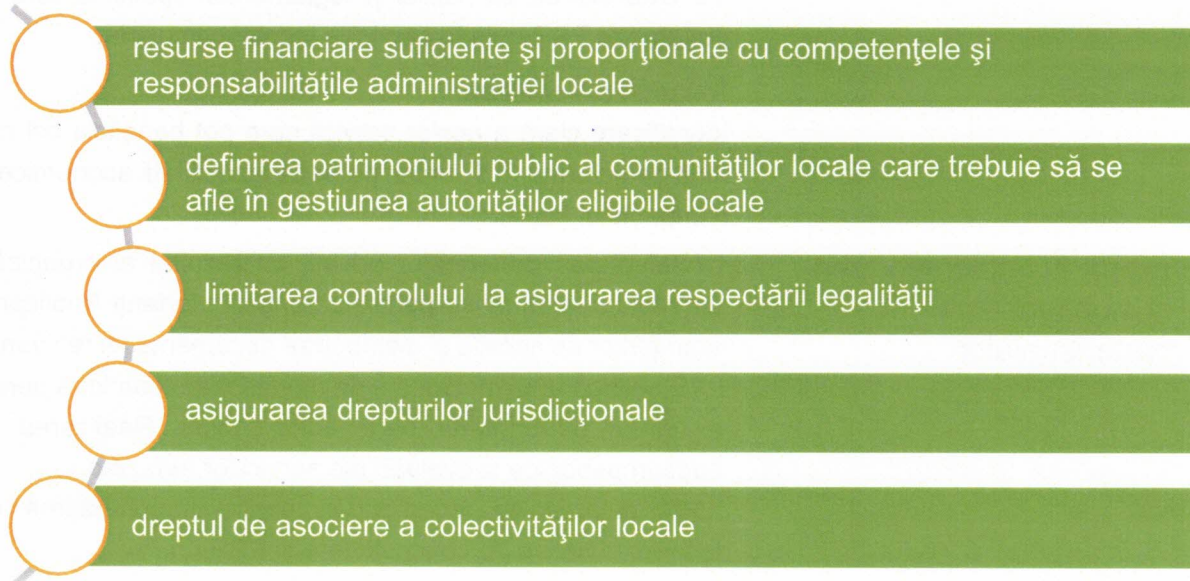 resurse financiare suficiente şi proporţionale cu competenţele şi
responsabilităţile administrației locale
definirea patrimoniului public al comunităţilor locale care trebuie să se
afle în gestiunea autorităților eligibile locale
limitarea controlului la asigurarea respectării legalităţii
asigurarea drepturilor jurisdicţionale
dreptul de asociere a colectivităţilor locale